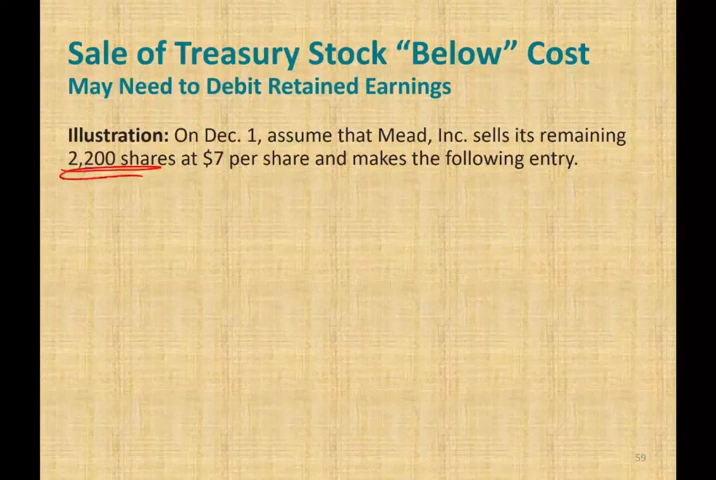 Sale of Treasury Stock “Below” Cost
May Need to Debit Retained Earnings
Illustration: On Dec. 1, assume that Mead, Inc. sells its remaining
2,200 shares at $7 per share and makes the following entry.
59